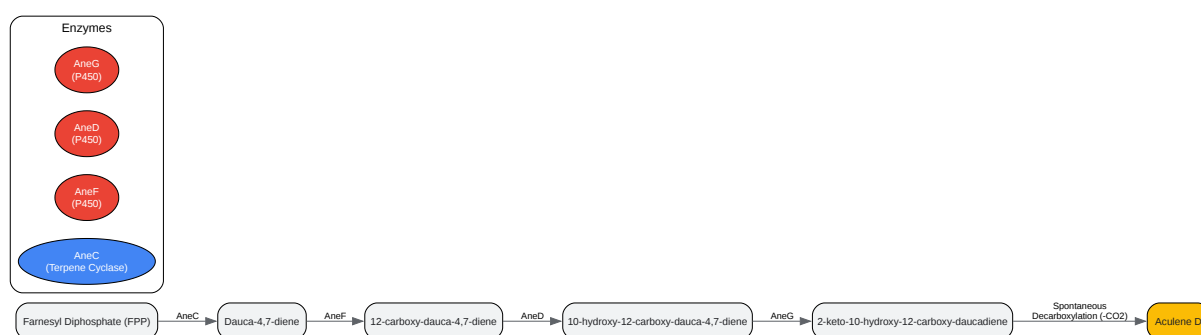 Enzymes
AneG
(P450)
AneD
(P450)
AneF
(P450)
AneC
(Terpene Cyclase)
Farnesyl Diphosphate (FPP)
AneC
Dauca-4,7-diene
AneF
12-carboxy-dauca-4,7-diene
AneD
10-hydroxy-12-carboxy-dauca-4,7-diene
AneG
2-keto-10-hydroxy-12-carboxy-daucadiene
Spontaneous
Decarboxylation (-CO2)
Aculene D